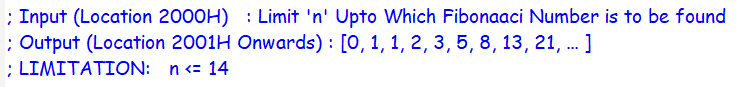 ; Input (Location 2000H)   : Limit 'n' Upto Which Fibonaaci Number is to be found
; Output (Location 2001H Onwards) : [0, 1, 1, 2, 3, 5, 8, 13, 21, ... ]
; LIMITATION:   n <= 14